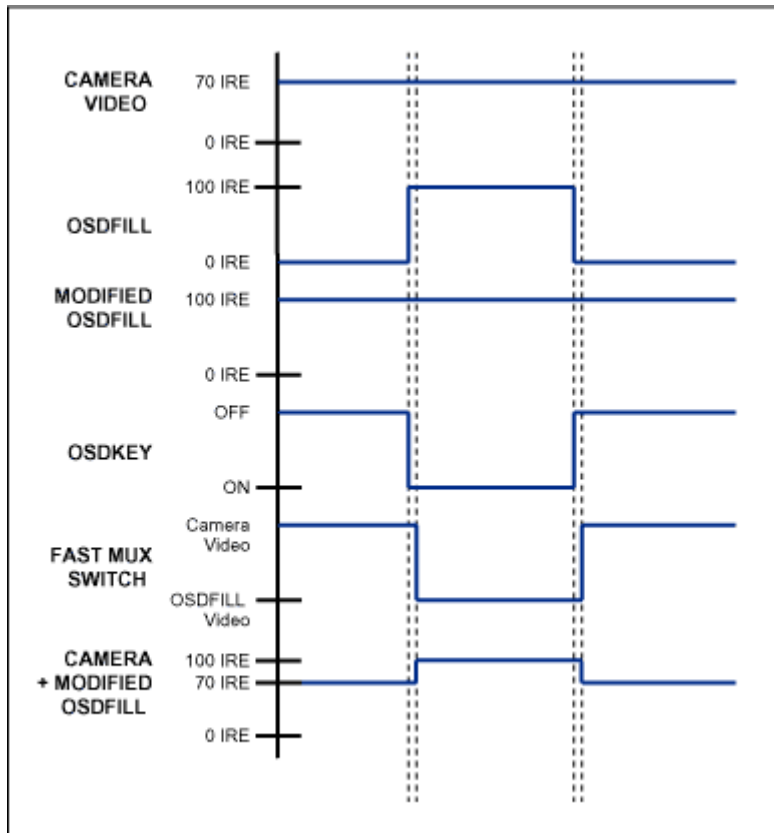 CAMERA
VIDEO
70 IRE
0 IRE
OSDFILL
100 IRE
0 IRE
MODIFIED
OSDFILL
100 IRE
0 IRE
OSDKEY
OFF
ON
FAST MUX
SWITCH
Camera
Video
OSDFILL
Video
CAMERA
+ MODIFIED
OSDFILL
100 IRE
70 IRE
0 IRE